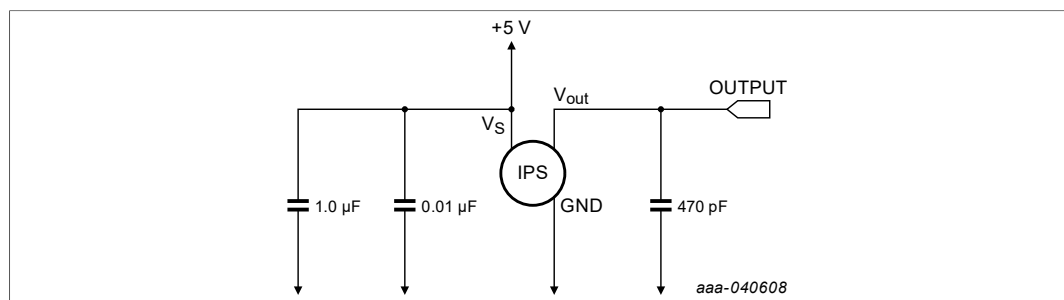 +5 V
OUTPUT
Vout
VS
IPS
GND
1.0 µF
0.01 µF
470 pF
aaa-040608